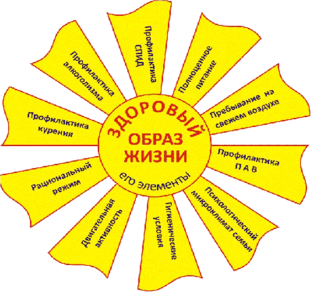 ЗДОРОВЫЙ
ОБРАЗ
ЖИЗНИ
его элементы
Профилактика
СПИД
Полноценное
питание
Пребывание на
свежем воздухе
Профилактика
П А В
Психологический
микроклимат семьи
Гигиенические
условия
Двигательная
активность
Рациональный
режим
Профилактика
курения
Профилактика
алкоголизма